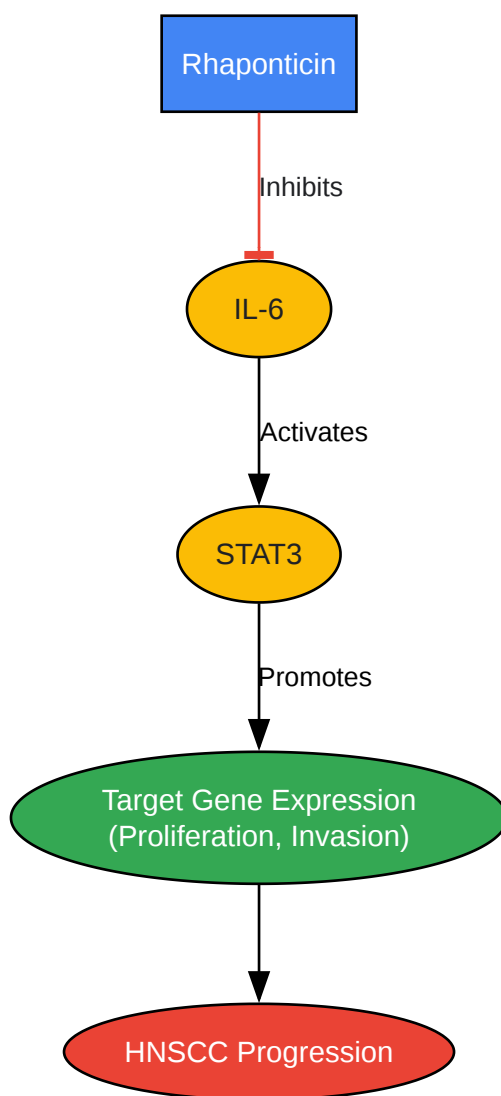 Rhaponticin
Inhibits
IL-6
Activates
STAT3
Promotes
Target Gene Expression
(Proliferation, Invasion)
HNSCC Progression